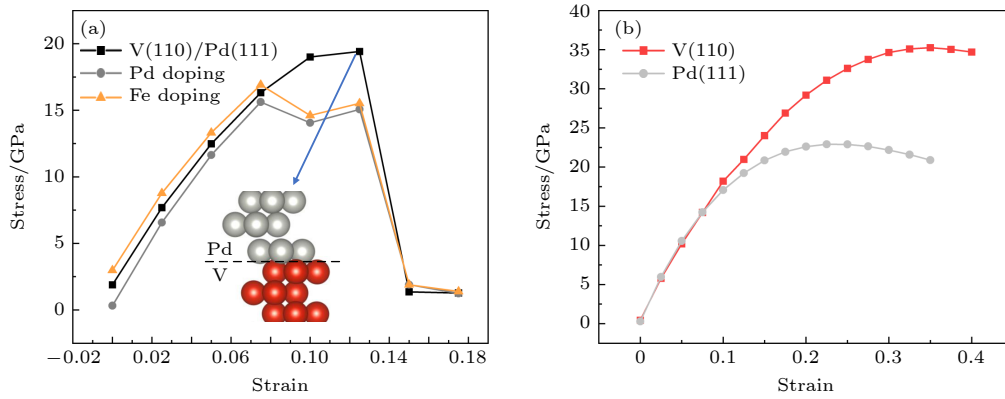 (a)
V(110)/Pd(111)
Pd doping
Fe doping
20
15
10
5
0
Stress/GPa
Pd
V
−0.02 0.02 0.06 0.10 0.14 0.18
Strain
(b)
V(110)
Pd(111)
40
35
30
25
20
15
10
5
0
Stress/GPa
0 0.1 0.2 0.3 0.4
Strain